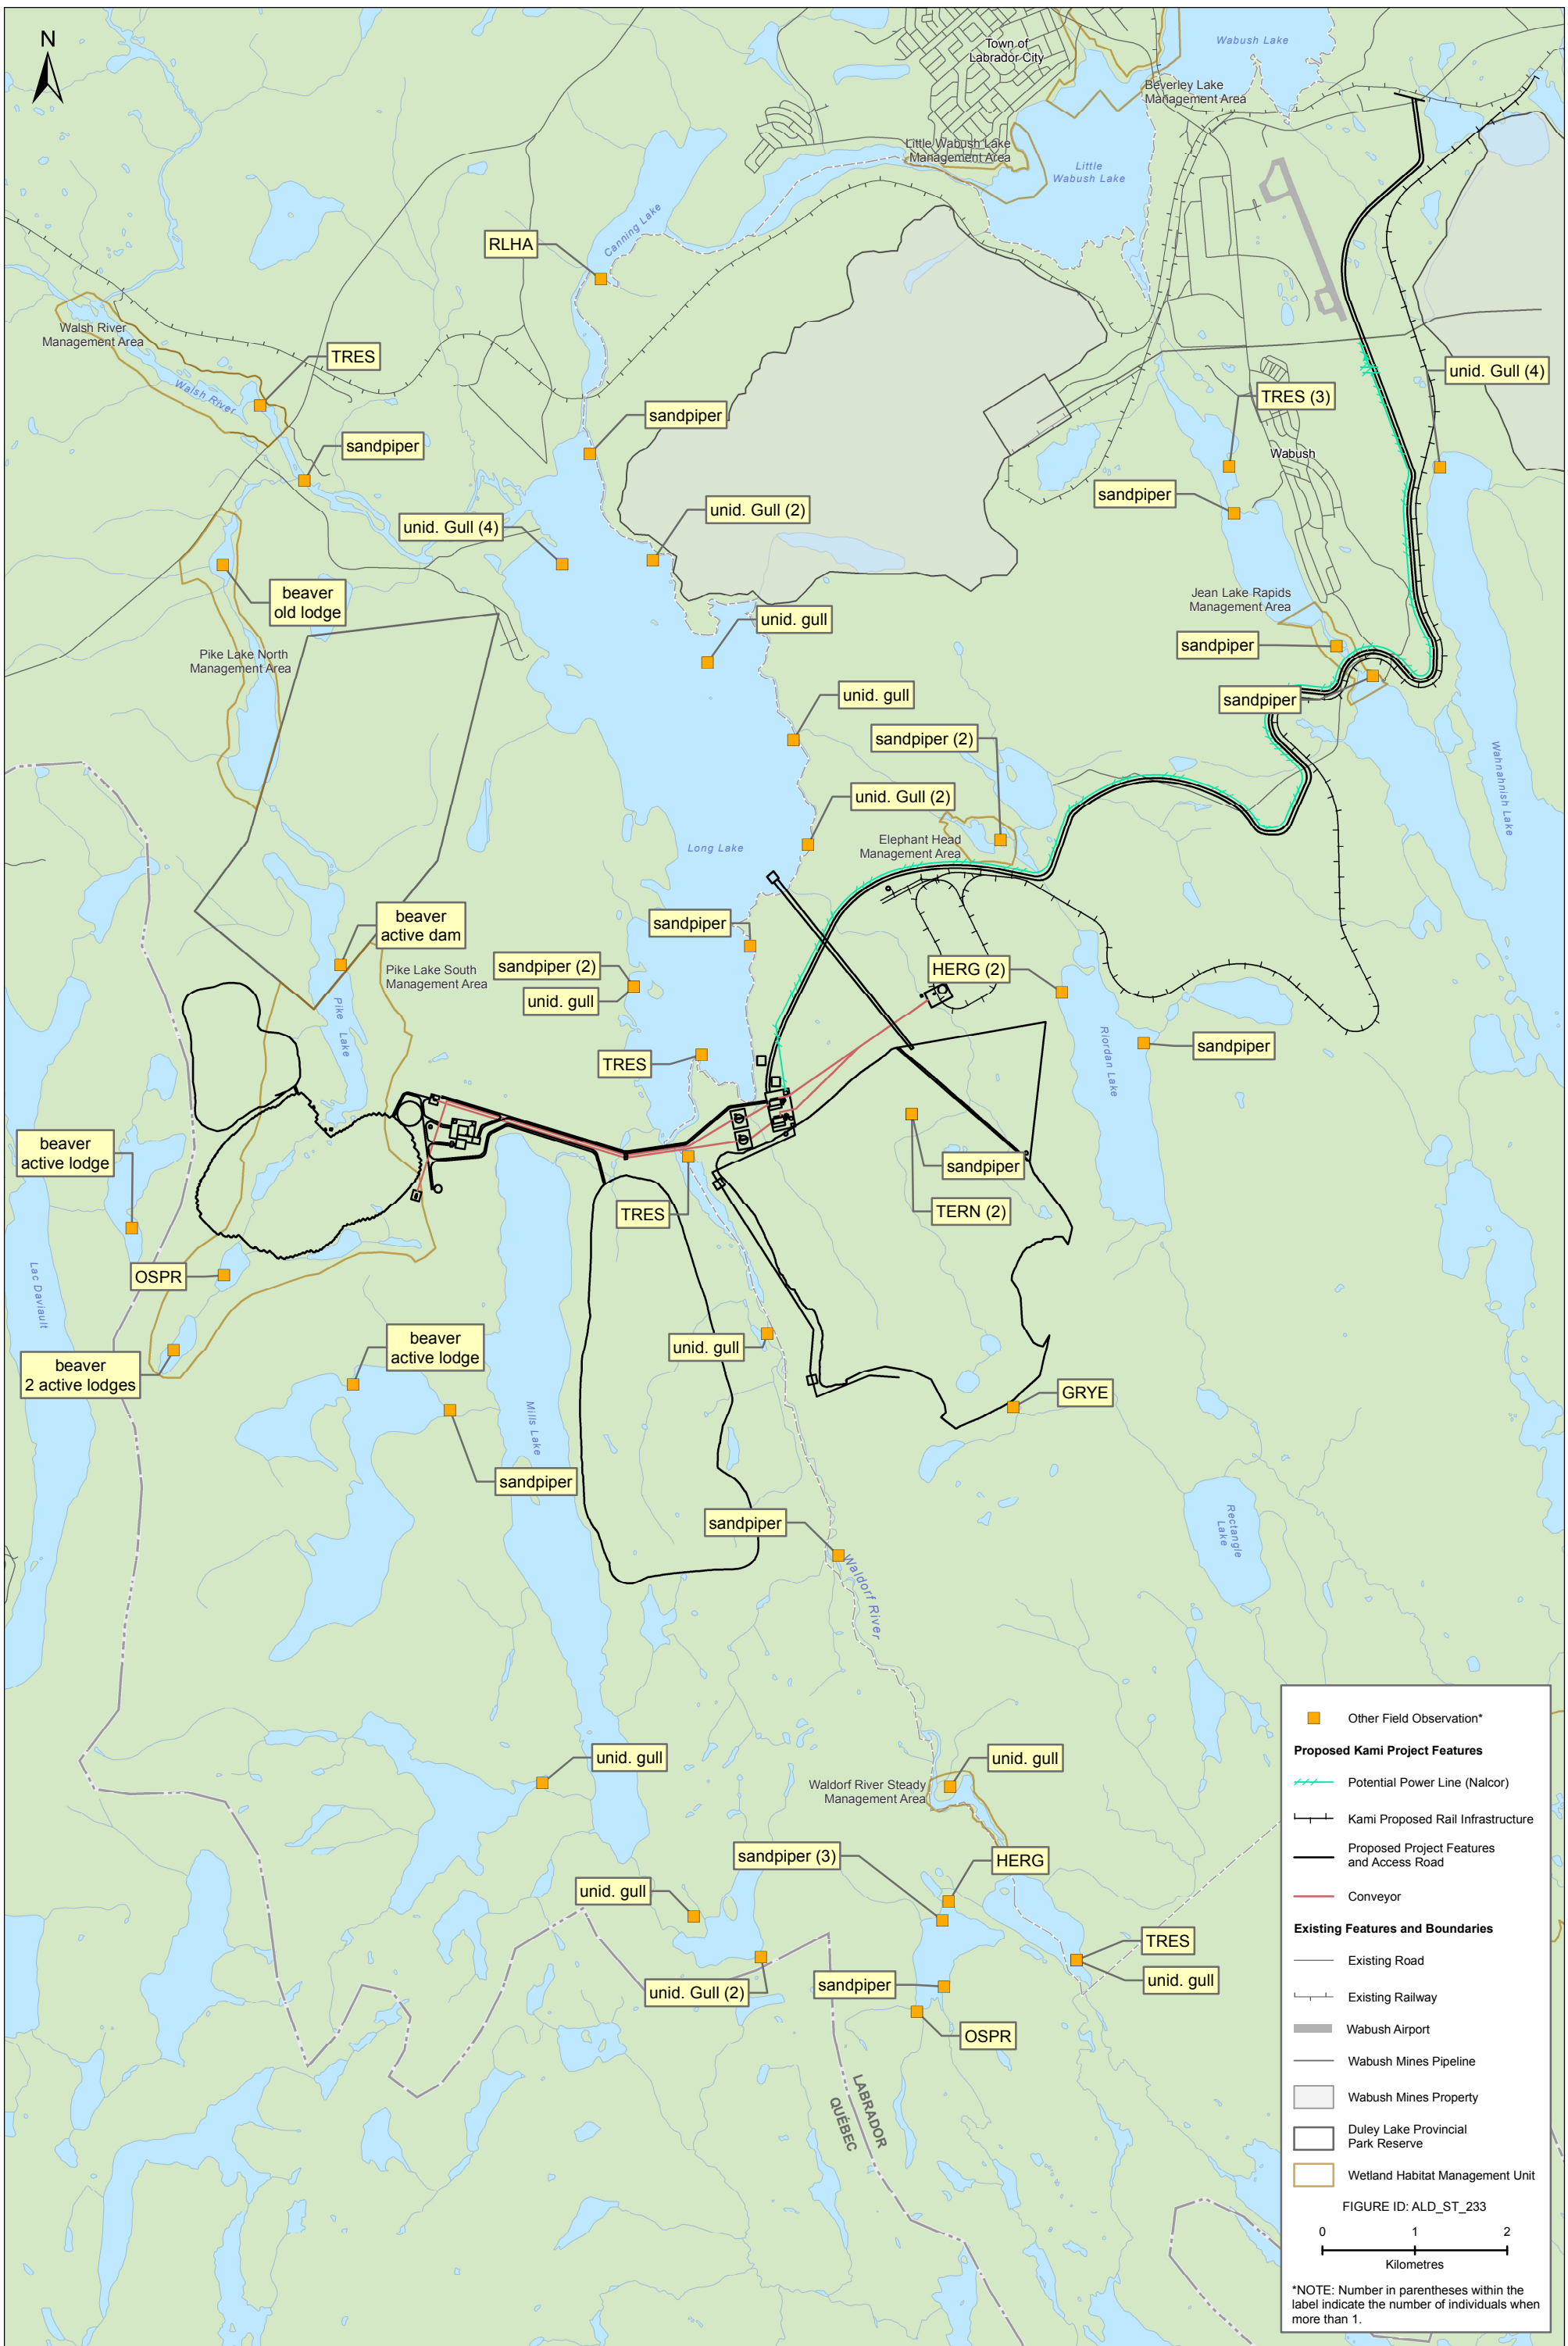 N
Town of
Labrador City
Wabush Lake
Beverley Lake
Management Area
Little Wabush Lake
Management Area
Little
Wabush Lake
Canning Lake
RLHA
Walsh River
Management Area
TRES
Walsh River
sandpiper
sandpiper
unid. Gull (4)
TRES (3)
Wabush
sandpiper
unid. Gull (2)
unid. Gull (4)
beaver
old lodge
Jean Lake Rapids
Management Area
unid. gull
sandpiper
Pike Lake North
Management Area
unid. gull
sandpiper
sandpiper (2)
Wahnahnish Lake
unid. Gull (2)
Elephant Head
Management Area
Long Lake
beaver
active dam
sandpiper
Pike Lake South
Management Area
sandpiper (2)
unid. gull
HERG (2)
Pike Lake
Riordan Lake
sandpiper
TRES
beaver
active lodge
sandpiper
TERN (2)
TRES
OSPR
Lac Daviault
beaver
active lodge
unid. gull
beaver
2 active lodges
GRYE
Mills Lake
sandpiper
sandpiper
Rectangle
Lake
Waldorf River
unid. gull
unid. gull
Waldorf River Steady
Management Area
sandpiper (3)
HERG
unid. gull
TRES
unid. gull
unid. Gull (2)
sandpiper
OSPR
LABRADOR
QUÉBEC
Other Field Observation*
Proposed Kami Project Features
Potential Power Line (Nalcor)
Kami Proposed Rail Infrastructure
Proposed Project Features
and Access Road
Conveyor
Existing Features and Boundaries
Existing Road
Existing Railway
Wabush Airport
Wabush Mines Pipeline
Wabush Mines Property
Duley Lake Provincial
Park Reserve
Wetland Habitat Management Unit
FIGURE ID: ALD_ST_233
0 1 2
Kilometres
*NOTE: Number in parentheses within the
label indicate the number of individuals when
more than 1.